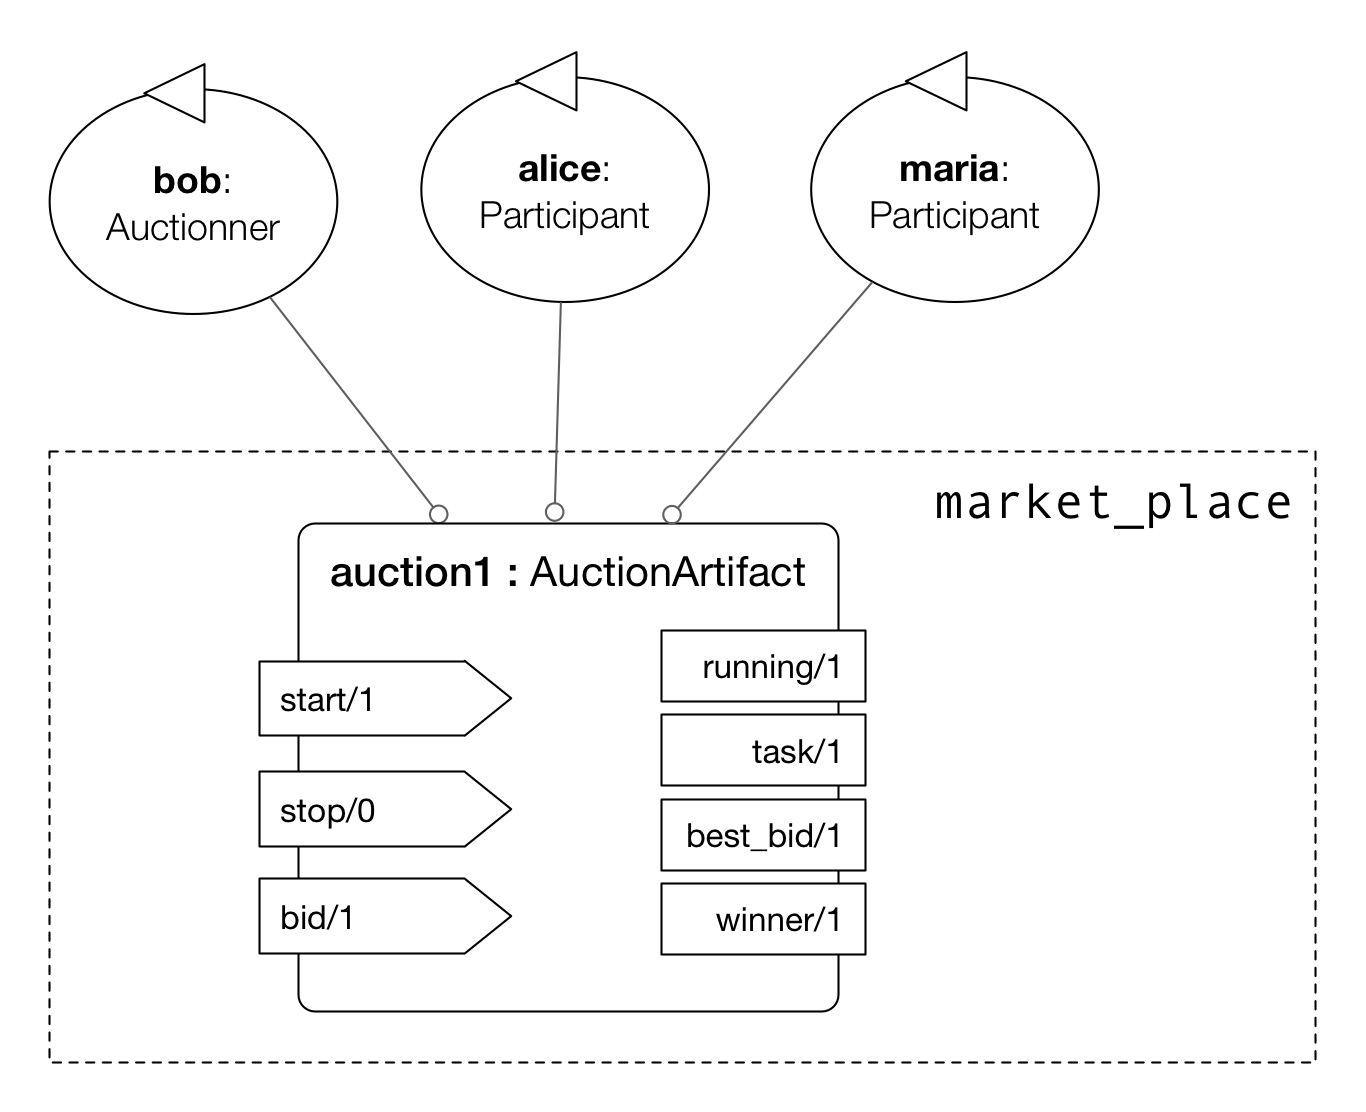 bob:
Auctionner
alice:
Participant
maria:
Participant
market_place
auction1 : AuctionArtifact
start/1
stop/0
bid/1
running/1
task/1
best_bid/1
winner/1